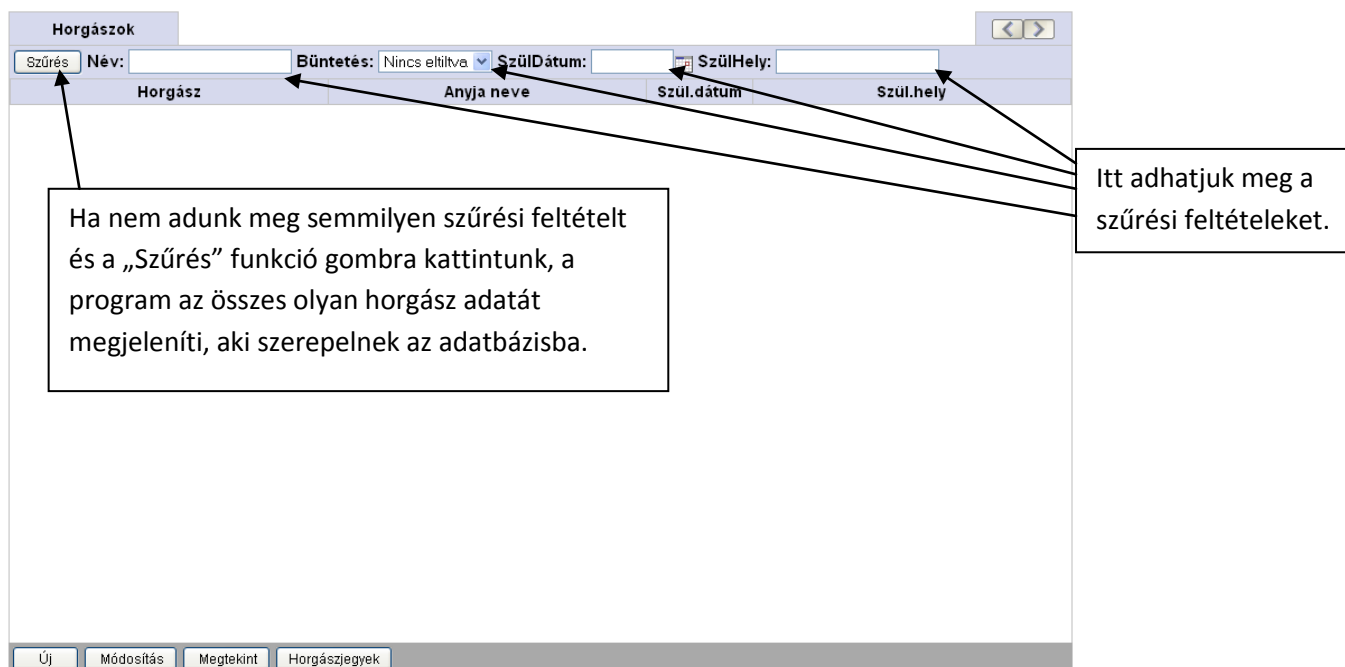 Horgászok
Szűrés Név: Büntetés: Nincs eltiltva SzülDátum: SzülHely:
Horgász Anyja neve Szül.dátum Szül.hely
Itt adhatjuk meg a
szűrési feltételeket.
Ha nem adunk meg semmilyen szűrési feltételt
és a „Szűrés” funkció gombra kattintunk, a
program az összes olyan horgász adatát
megjeleníti, aki szerepelnek az adatbázisba.
Új Módosítás Megtekint Horgászjegyek